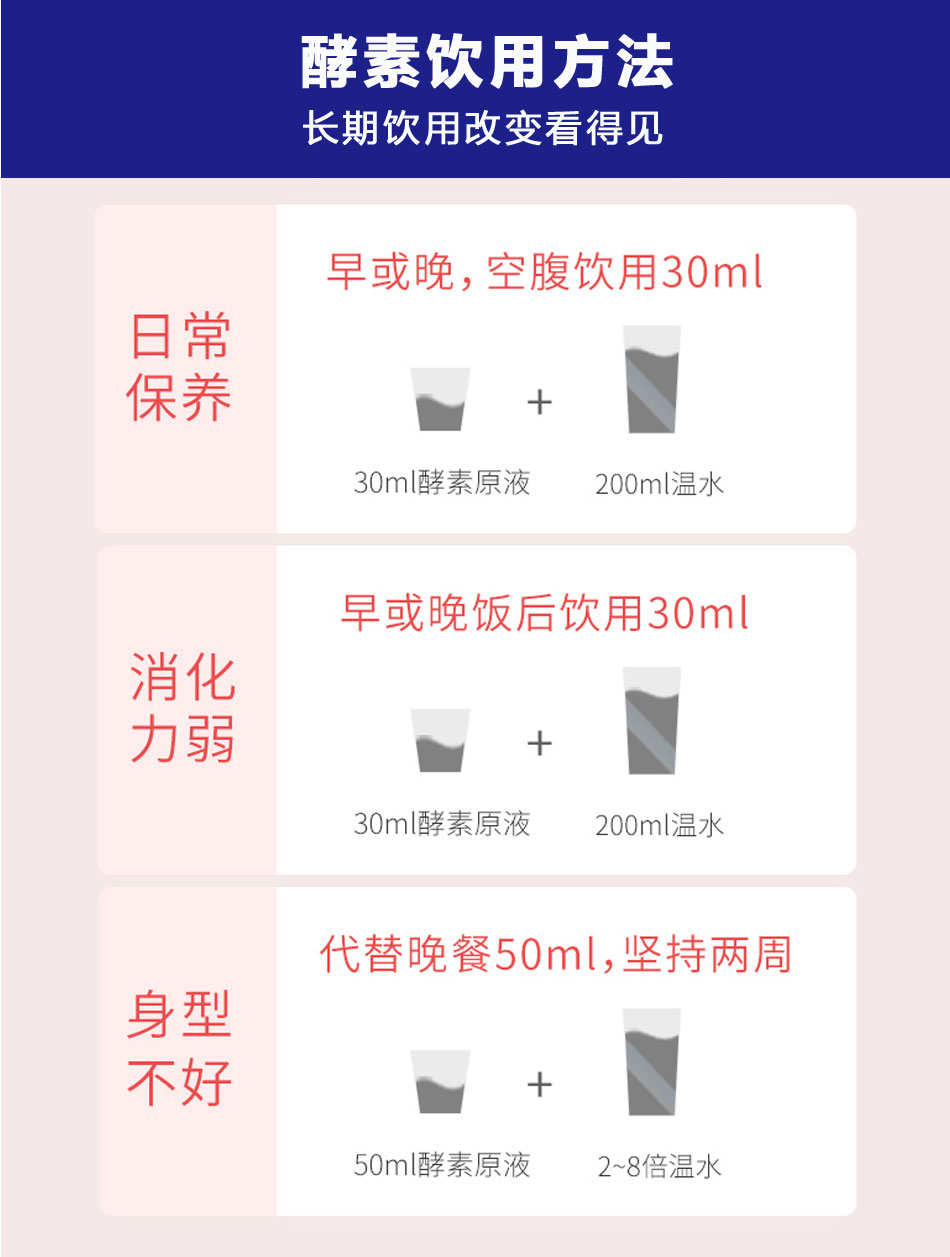 酵素饮用方法
长期饮用改变看得见
日常
保养
早或晚，空腹饮用30ml
+
30ml酵素原液
200ml温水
消化
力弱
早或晚饭后饮用30ml
+
30ml酵素原液
200ml温水
身型
不好
代替晚餐50ml，坚持两周
+
50ml酵素原液
2~8倍温水